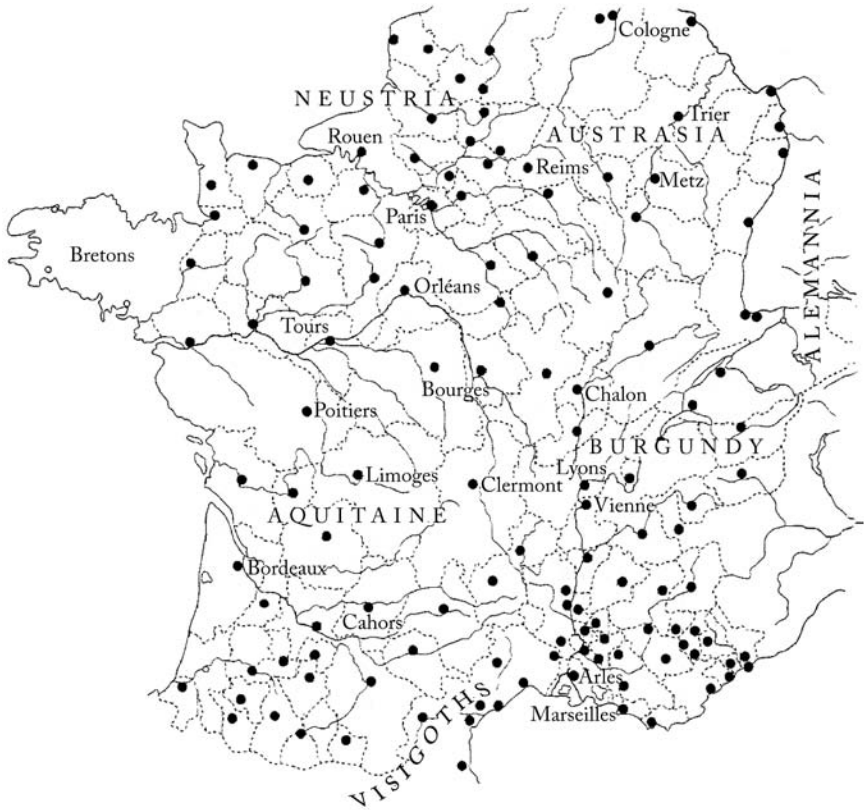 Cologne
NEUSTRIA
Trier
AUSTRASIA
Rouen
Reims
Metz
Paris
ALEMANNIA
Bretons
Orléans
Tours
Bourges
Chalon
Poitiers
BURGUNDY
Lyons
Limoges
Clermont
Vienne
AQUITAINE
Bordeaux
Cahors
Arles
VISIGOTHS
Marseilles